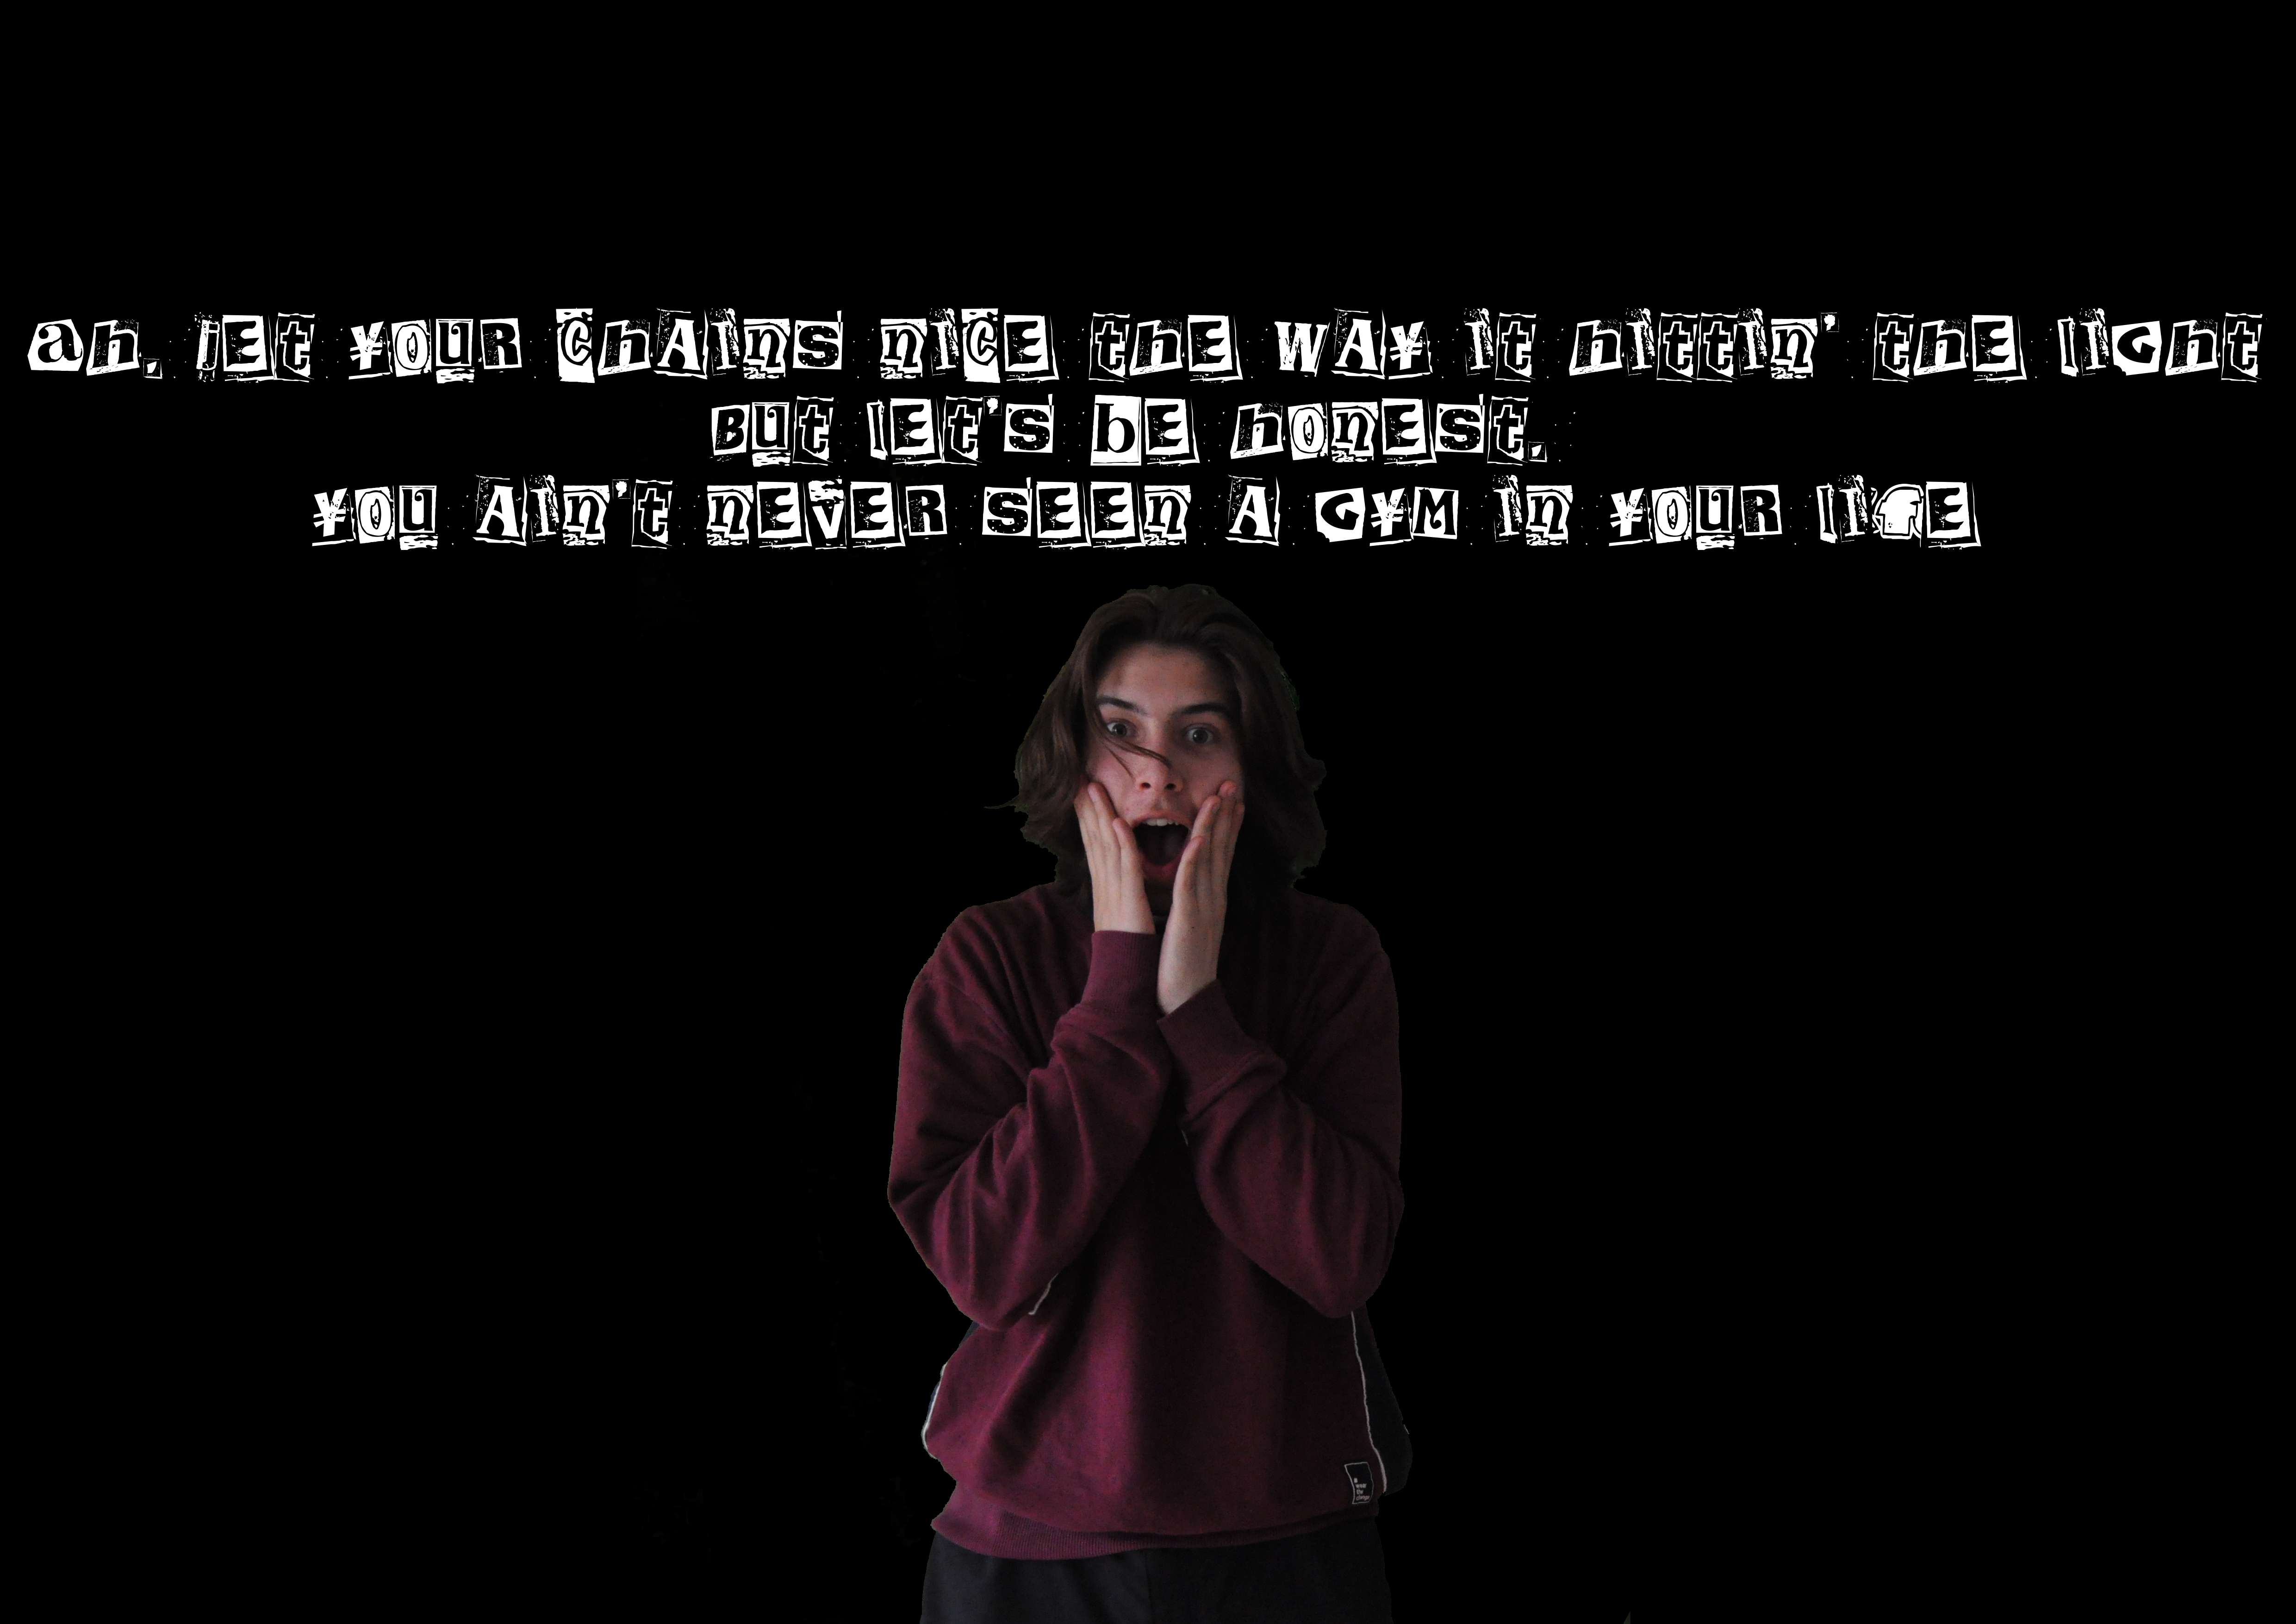 ah, jEt YOUR ChAInS nICE thE WAY It hIttIn' thE lIGht
BUt lEt'S bE hOnESt,
YOU AIn't nEVER SEEn A GYM In YOUR lIfE